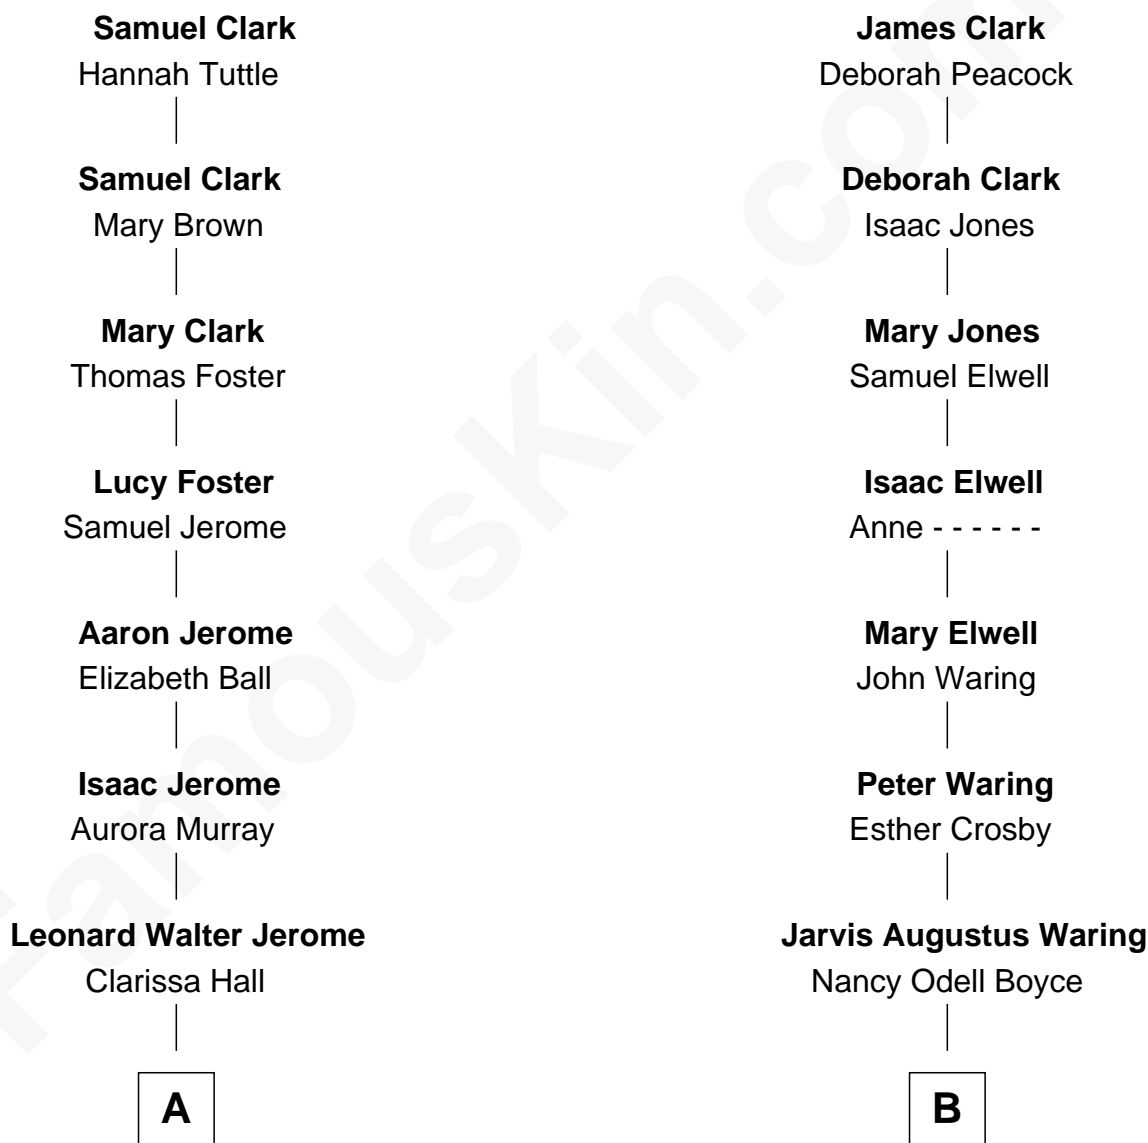 Samuel Clark
Hannah Tuttle
Samuel Clark
Mary Brown
Mary Clark
Thomas Foster
Lucy Foster
Samuel Jerome
Aaron Jerome
Elizabeth Ball
Isaac Jerome
Aurora Murray
Leonard Walter Jerome
Clarissa Hall
A
James Clark
Deborah Peacock
Deborah Clark
Isaac Jones
Mary Jones
Samuel Elwell
Isaac Elwell
Anne - - - - - -
Mary Elwell
John Waring
Peter Waring
Esther Crosby
Jarvis Augustus Waring
Nancy Odell Boyce
B
FamousKin.com